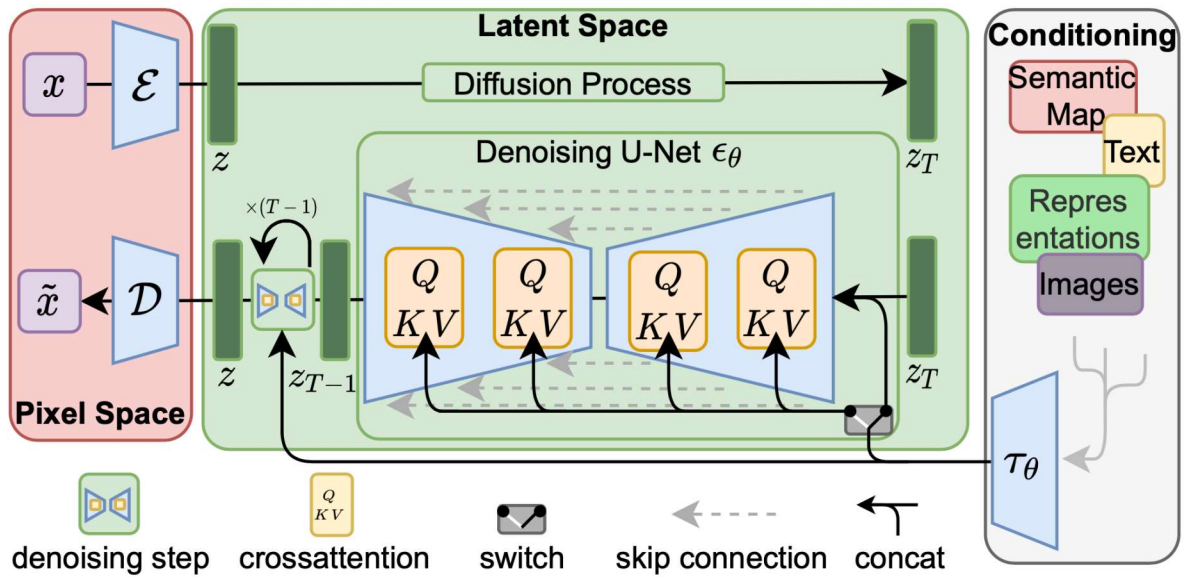 Latent Space
Conditioning
x
ℰ
Diffusion Process
Semantic
Map
Text
z
Denoising U-Net ϵ_θ
z_T
×(T−1)
Repres
entations
Images
x̃
𝒟
Q
KV
Q
KV
Q
KV
Q
KV
z
z_{T−1}
z_T
Pixel Space
τ_θ
Q
KV
denoising step
crossattention
switch
skip connection
concat